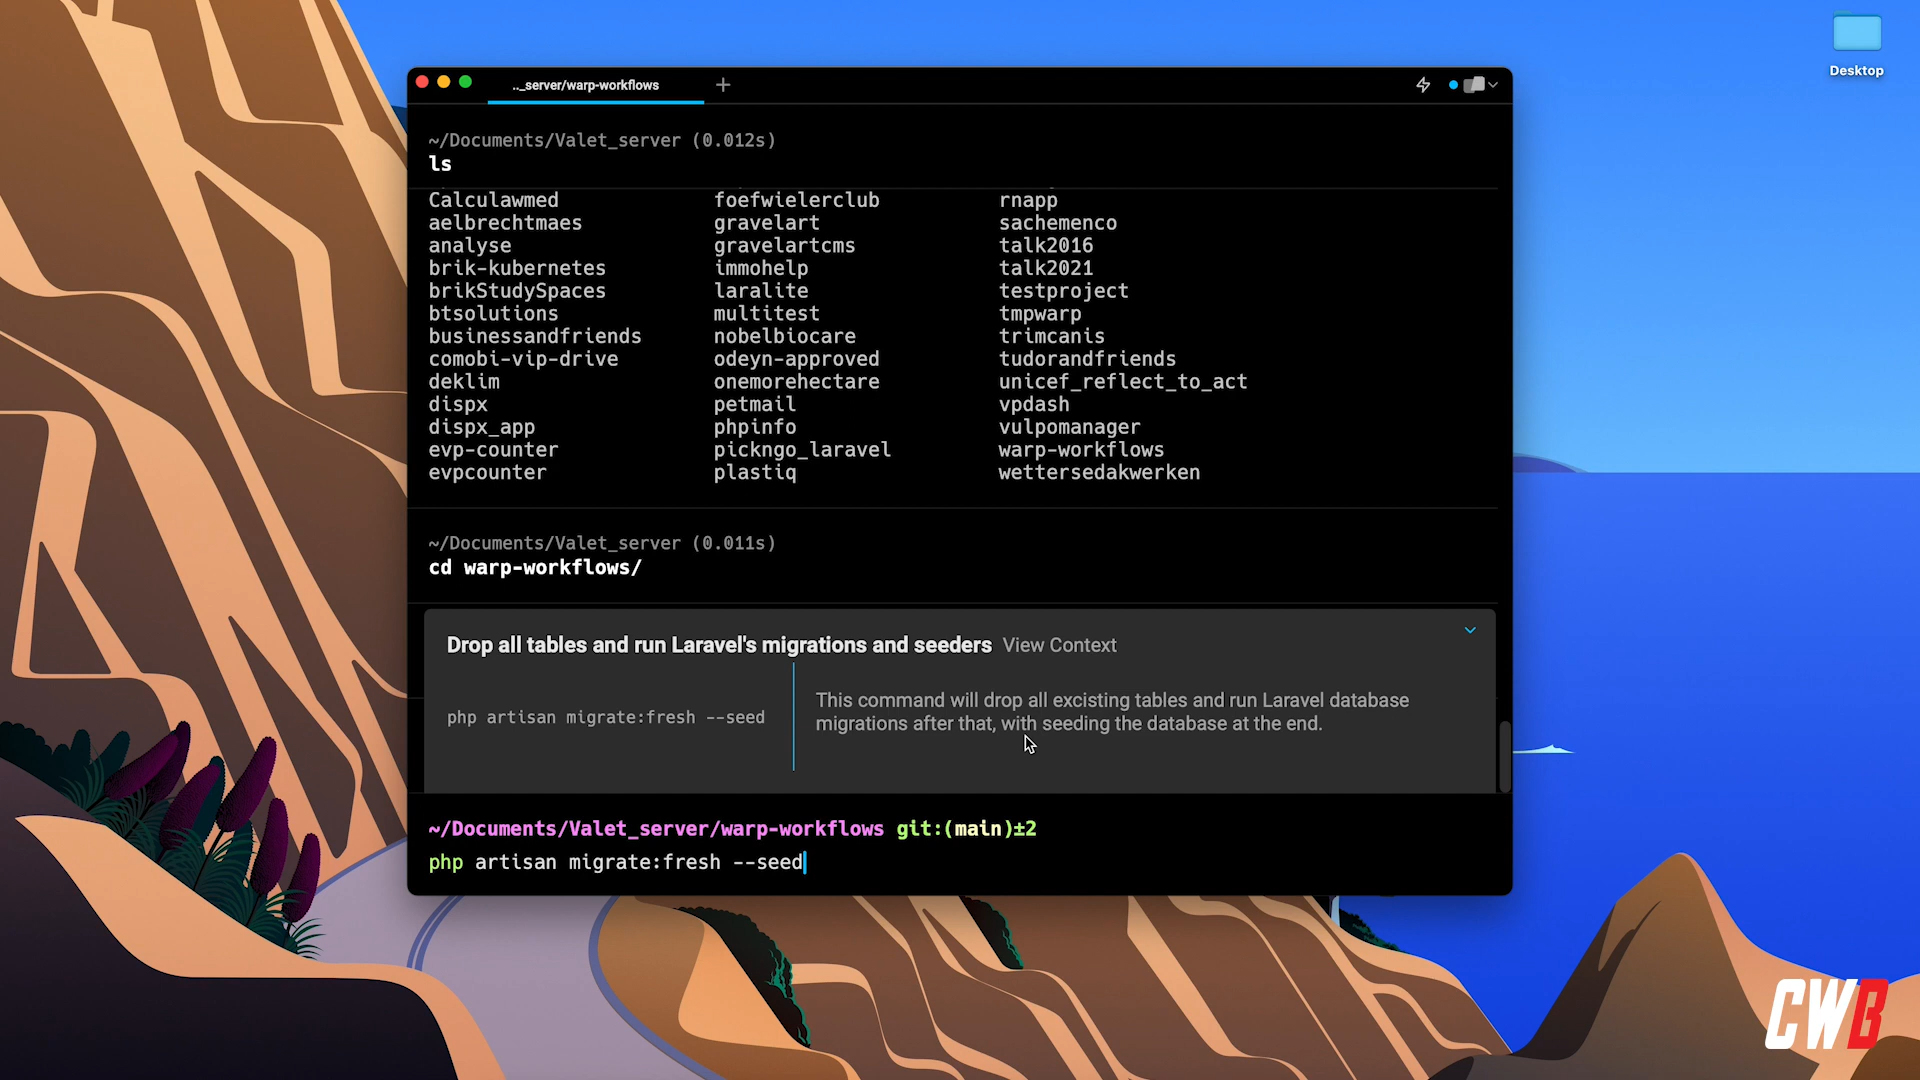 Desktop
.._server/warp-workflows
~/Documents/Valet_server (0.012s)
ls
Calculawmed foefwielerclub rnapp
aelbrechtmaes gravelart sachemenco
analyse gravelartcms talk2016
brik-kubernetes immohelp talk2021
brikStudySpaces laralite testproject
btsolutions multitest tmpwarp
businessandfriends nobelbiocare trimcanis
comobi-vip-drive odeyn-approved tudorandfriends
deklim onemorehectare unicef_reflect_to_act
dispx petmail vpdash
dispx_app phpinfo vulpomanager
evp-counter pickngo_laravel warp-workflows
evpcounter plastiq wettersedakwerken
~/Documents/Valet_server (0.011s)
cd warp-workflows/
Drop all tables and run Laravel's migrations and seeders View Context
php artisan migrate:fresh --seed
This command will drop all excisting tables and run Laravel database
migrations after that, with seeding the database at the end.
~/Documents/Valet_server/warp-workflows git:(main)±2
php artisan migrate:fresh --seed
CWB